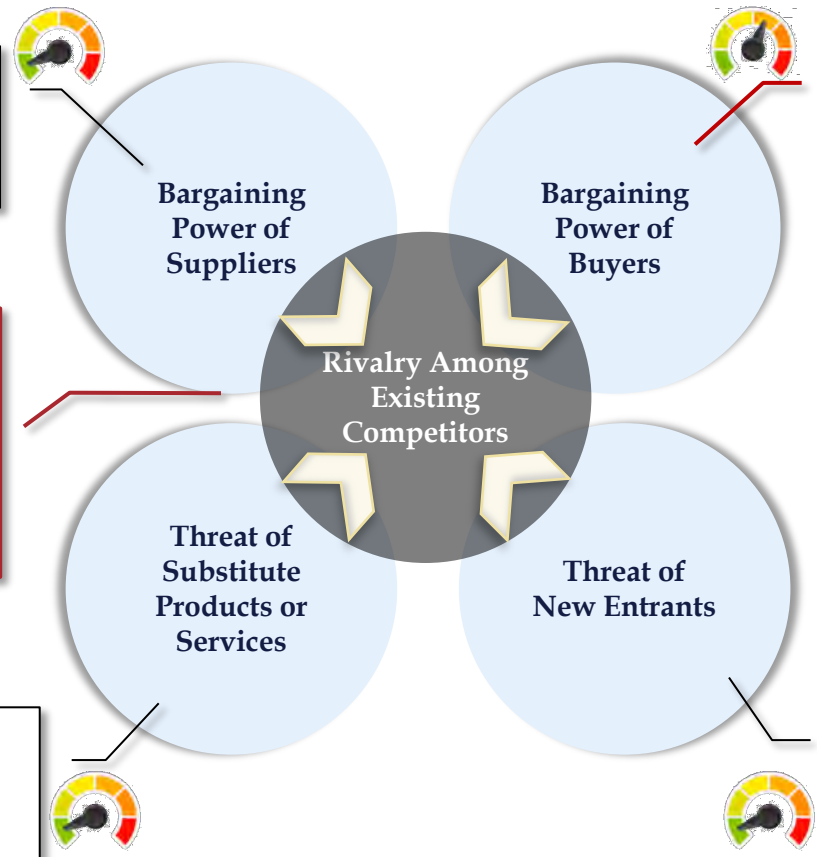 Bargaining
Power of
Suppliers
Bargaining
Power of
Buyers
Rivalry Among
Existing
Competitors
Threat of
Substitute
Products or
Services
Threat of
New Entrants